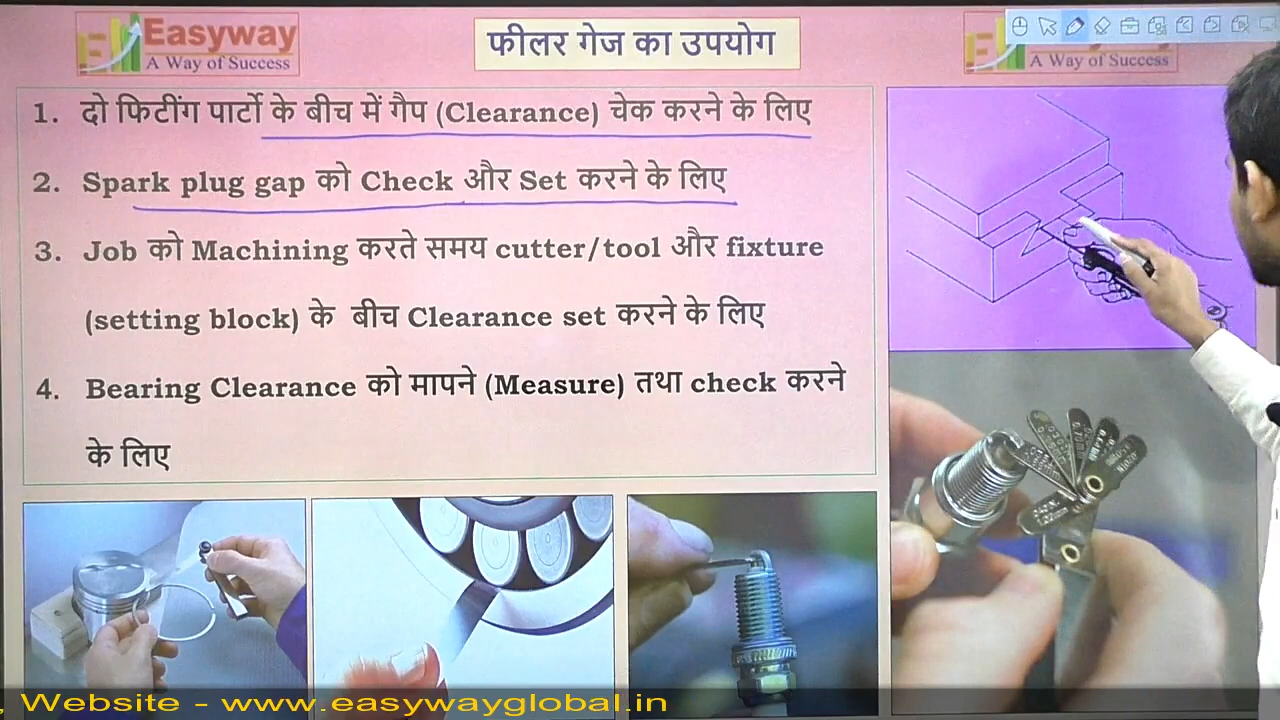 Easyway
A Way of Success
फीलर गेज का उपयोग
A Way of Success
1. दो फिटींग पार्टो के बीच में गैप (Clearance) चेक करने के लिए
2. Spark plug gap को Check और Set करने के लिए
3. Job को Machining करते समय cutter/tool और fixture
(setting block) के बीच Clearance set करने के लिए
4. Bearing Clearance को मापने (Measure) तथा check करने
के लिए
, Website - www.easywayglobal.in